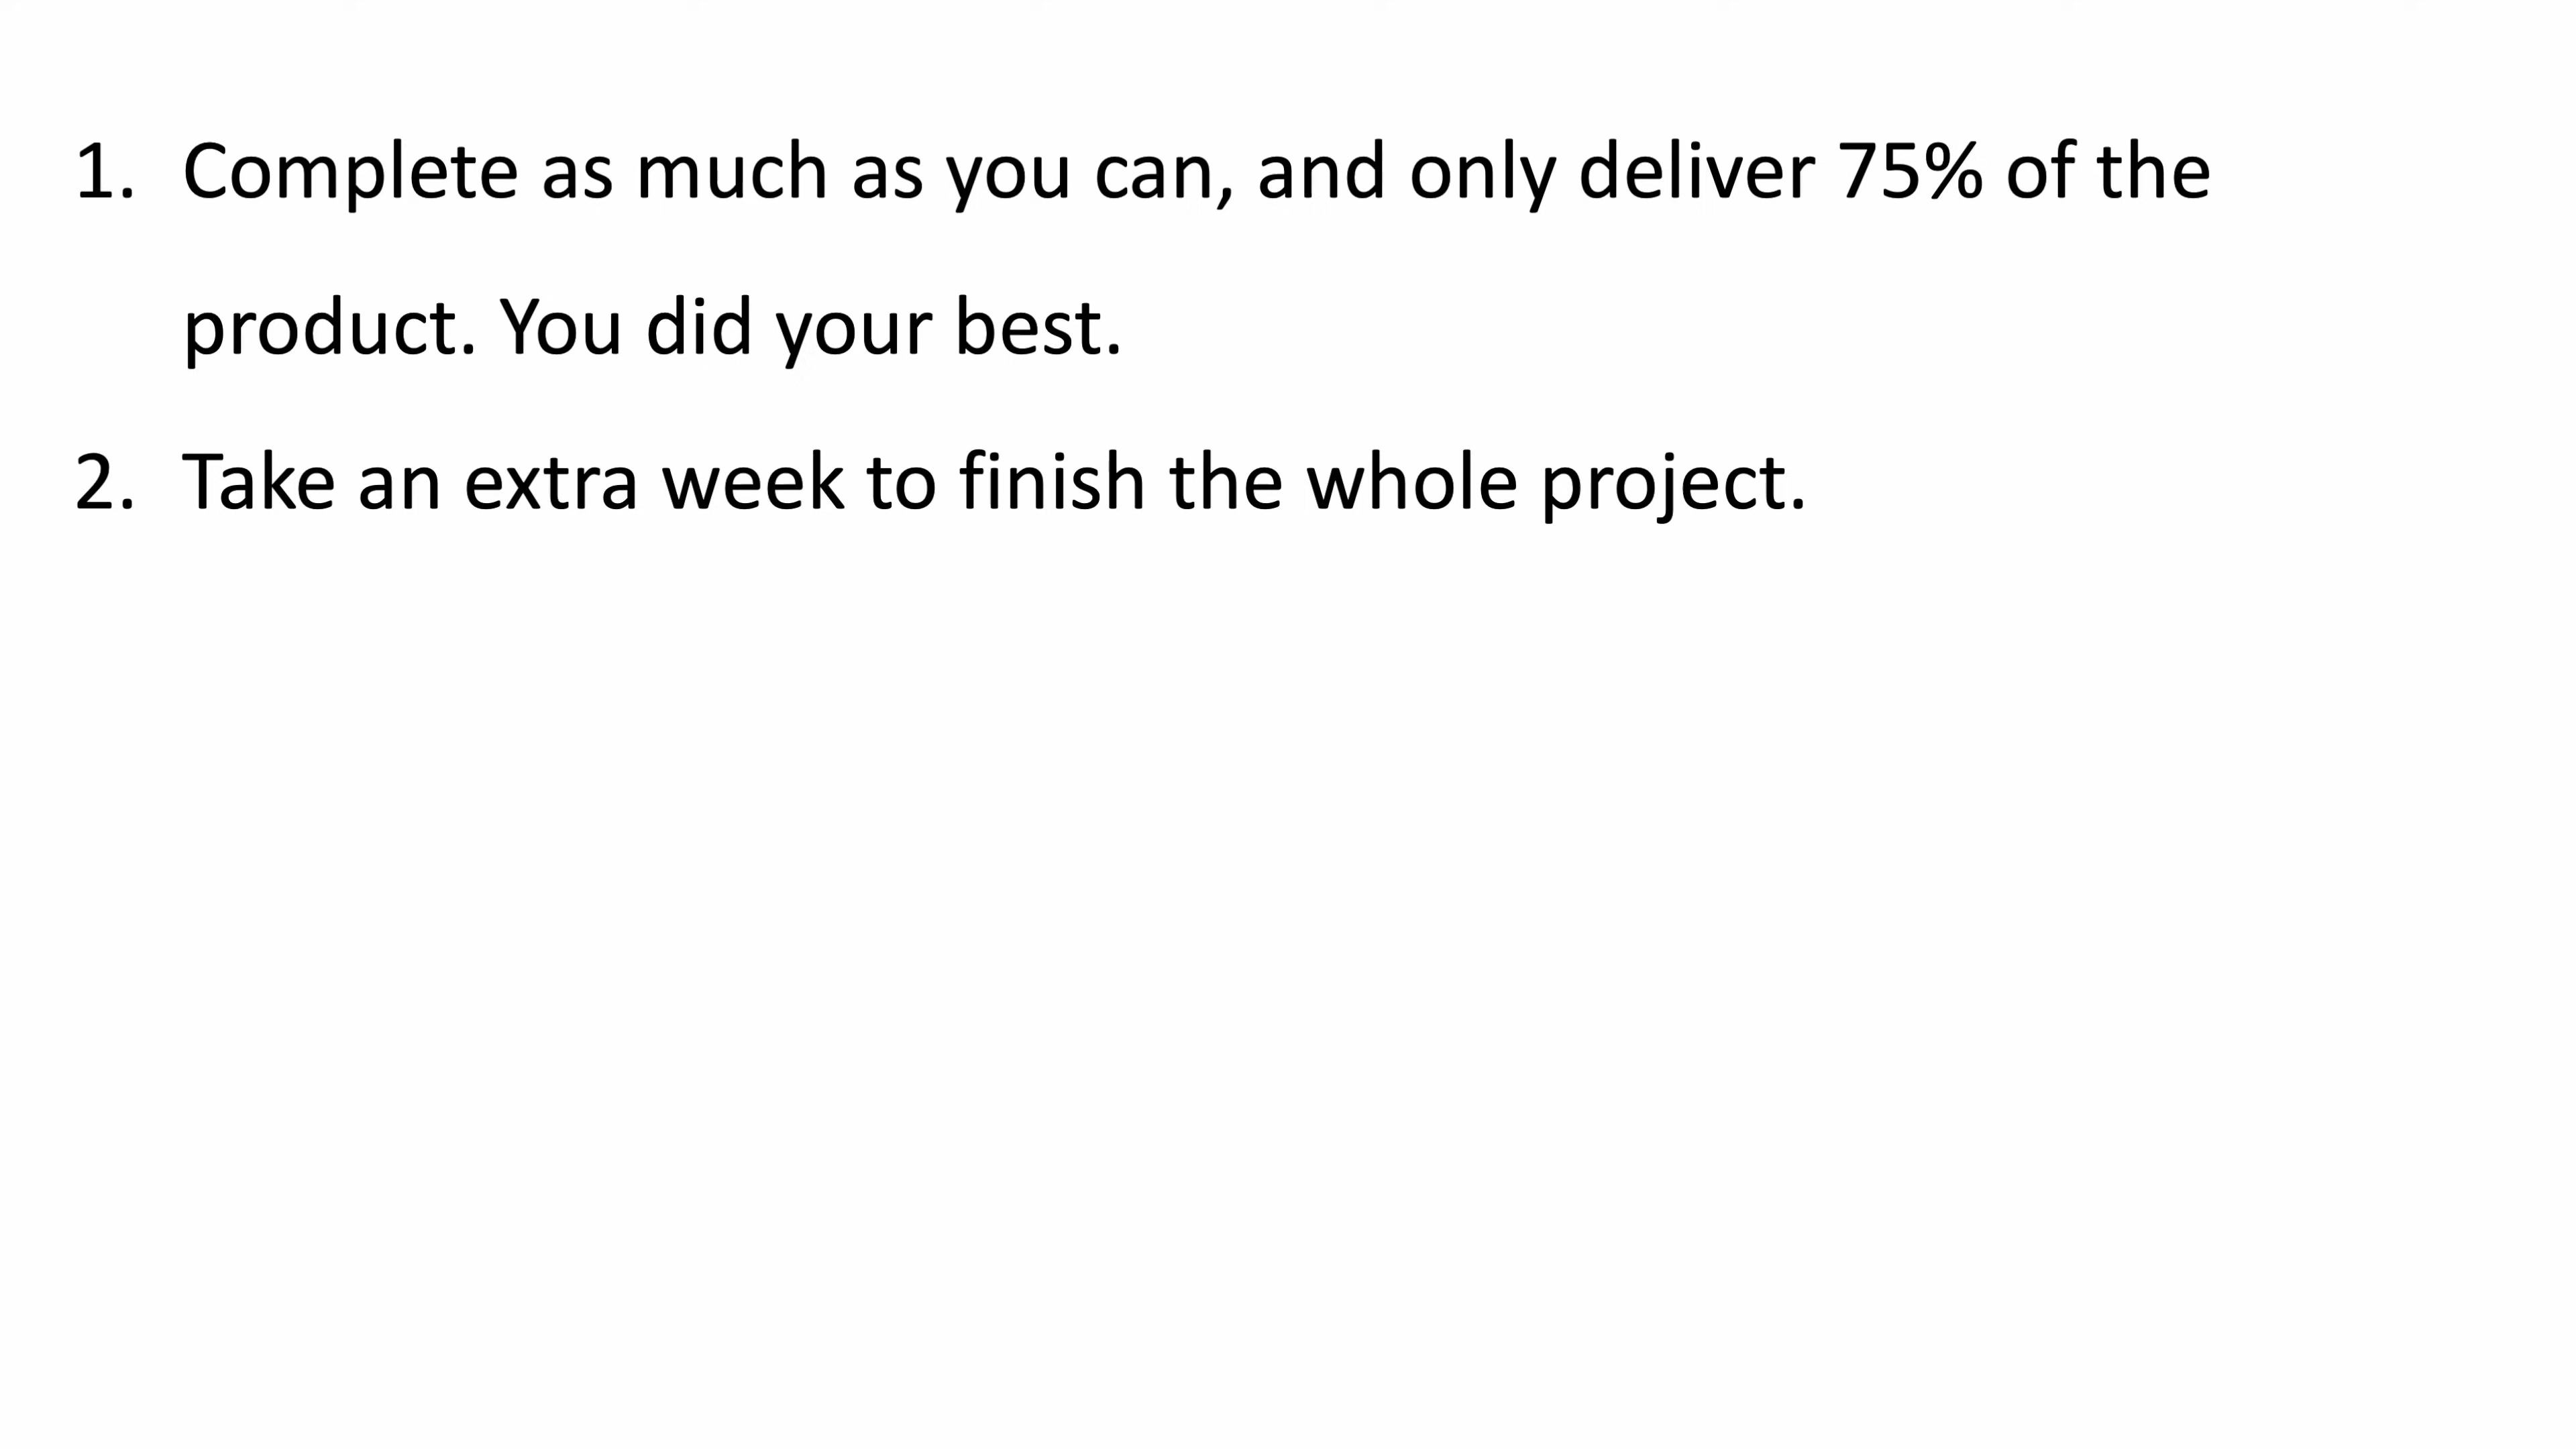 1. Complete as much as you can, and only deliver 75% of the
product. You did your best.
2. Take an extra week to finish the whole project.